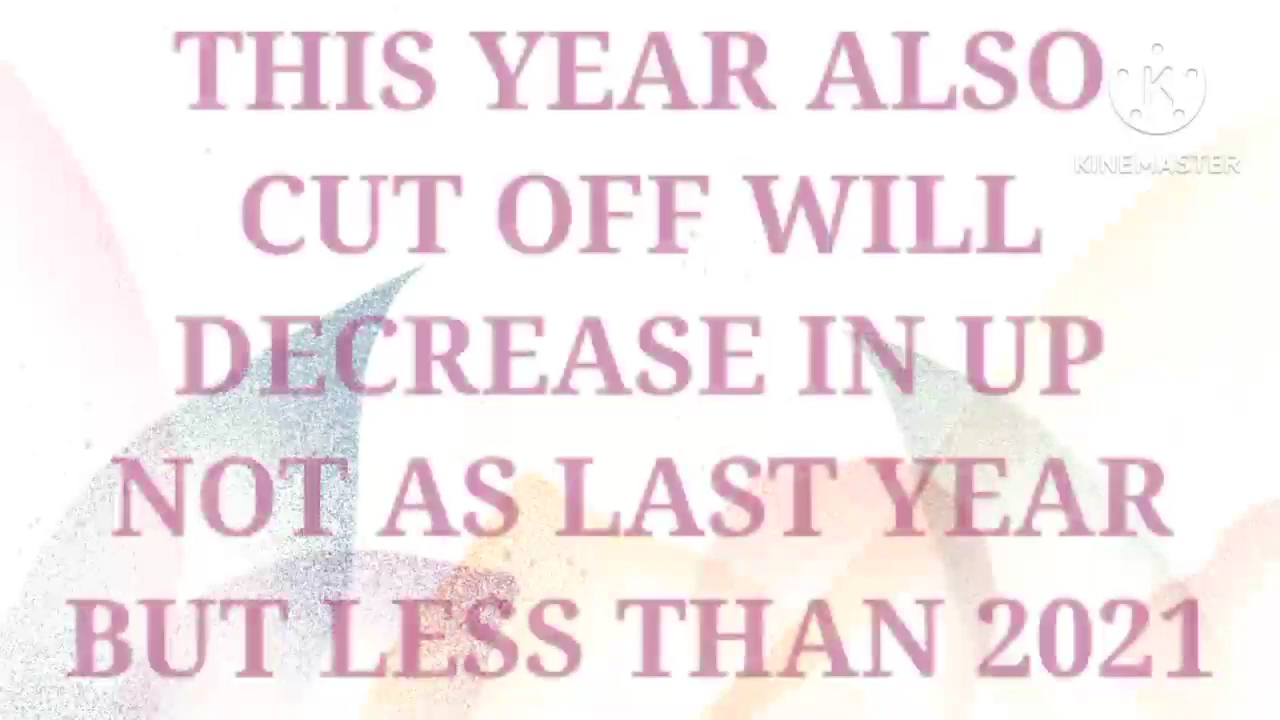 THIS YEAR ALSO
KINEMASTER
CUT OFF WILL
DECREASE IN UP
NOT AS LAST YEAR
BUT LESS THAN 2021